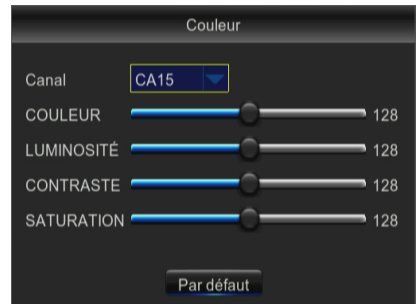 Couleur
Canal CA15
COULEUR 128
LUMINOSITÉ 128
CONTRASTE 128
SATURATION 128
Par défaut